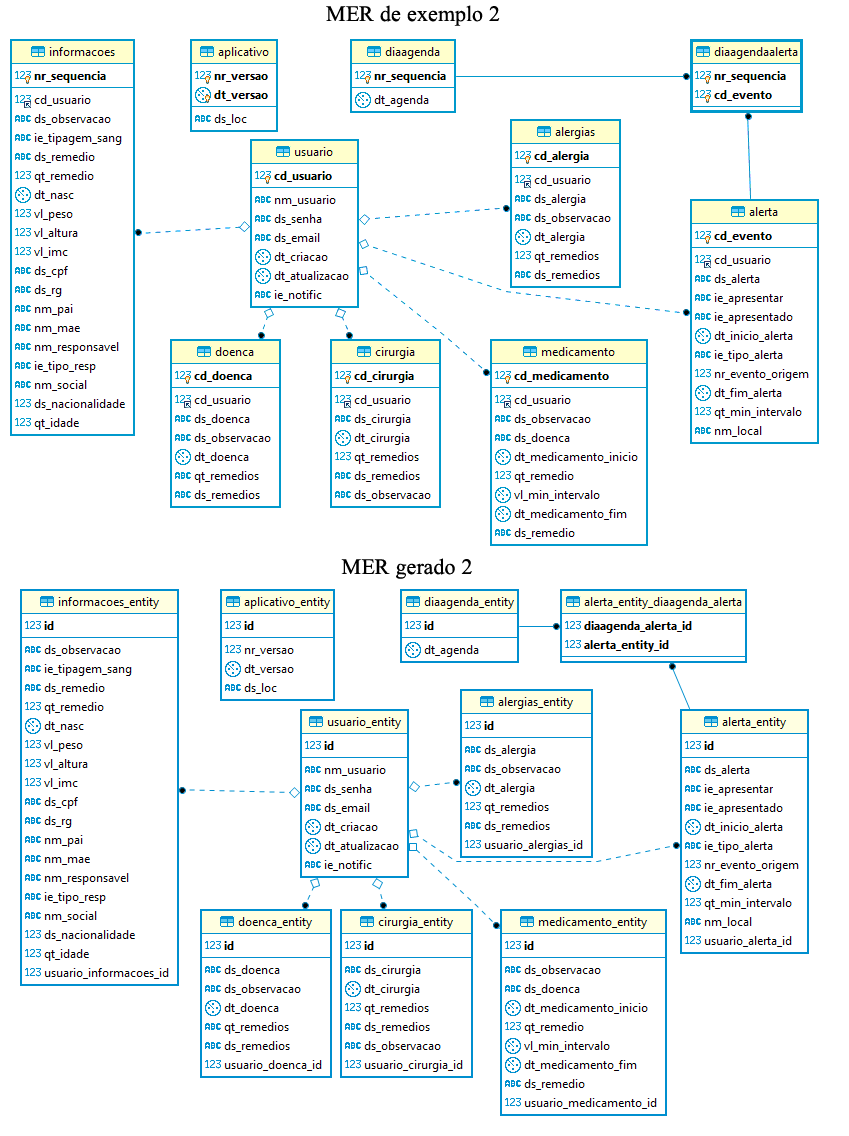 MER de exemplo 2
informacoes
123 nr_sequencia
123 cd_usuario
ABC ds_observacao
ABC ie_tipagem_sang
ABC ds_remedio
123 qt_remedio
dt_nasc
123 vl_peso
123 vl_altura
123 vl_imc
ABC ds_cpf
ABC ds_rg
ABC nm_pai
ABC nm_mae
ABC nm_responsavel
ABC ie_tipo_resp
ABC nm_social
123 ds_nacionalidade
123 qt_idade
aplicativo
123 nr_versao
dt_versao
ABC ds_loc
diaagenda
123 nr_sequencia
dt_agenda
diaagendaalerta
123 nr_sequencia
123 cd_evento
usuario
123 cd_usuario
ABC nm_usuario
ABC ds_senha
ABC ds_email
dt_criacao
dt_atualizacao
ABC ie_notific
alergias
123 cd_alergia
123 cd_usuario
ABC ds_alergia
ABC ds_observacao
dt_alergia
123 qt_remedios
ABC ds_remedios
alerta
123 cd_evento
123 cd_usuario
ABC ds_alerta
ABC ie_apresentar
ABC ie_apresentado
dt_inicio_alerta
ABC ie_tipo_alerta
123 nr_evento_origem
dt_fim_alerta
123 qt_min_intervalo
ABC nm_local
doenca
123 cd_doenca
123 cd_usuario
ABC ds_doenca
ABC ds_observacao
dt_doenca
ABC qt_remedios
ABC ds_remedios
cirurgia
123 cd_cirurgia
123 cd_usuario
ABC ds_cirurgia
dt_cirurgia
123 qt_remedios
ABC ds_remedios
ABC ds_observacao
medicamento
123 cd_medicamento
123 cd_usuario
ABC ds_observacao
ABC ds_doenca
dt_medicamento_inicio
123 qt_remedio
vl_min_intervalo
dt_medicamento_fim
ABC ds_remedio
MER gerado 2
informacoes_entity
123 id
ABC ds_observacao
ABC ie_tipagem_sang
ABC ds_remedio
123 qt_remedio
dt_nasc
123 vl_peso
123 vl_altura
123 vl_imc
ABC ds_cpf
ABC ds_rg
ABC nm_pai
ABC nm_mae
ABC nm_responsavel
ABC ie_tipo_resp
ABC nm_social
123 ds_nacionalidade
123 qt_idade
123 usuario_informacoes_id
aplicativo_entity
123 id
123 nr_versao
dt_versao
ABC ds_loc
diaagenda_entity
123 id
dt_agenda
alerta_entity_diaagenda_alerta
123 diaagenda_alerta_id
123 alerta_entity_id
usuario_entity
123 id
ABC nm_usuario
ABC ds_senha
ABC ds_email
dt_criacao
dt_atualizacao
ABC ie_notific
alergias_entity
123 id
ABC ds_alergia
ABC ds_observacao
dt_alergia
123 qt_remedios
ABC ds_remedios
123 usuario_alergias_id
alerta_entity
123 id
ABC ds_alerta
ABC ie_apresentar
ABC ie_apresentado
dt_inicio_alerta
ABC ie_tipo_alerta
123 nr_evento_origem
dt_fim_alerta
123 qt_min_intervalo
ABC nm_local
123 usuario_alerta_id
doenca_entity
123 id
ABC ds_doenca
ABC ds_observacao
dt_doenca
ABC qt_remedios
ABC ds_remedios
123 usuario_doenca_id
cirurgia_entity
123 id
ABC ds_cirurgia
dt_cirurgia
123 qt_remedios
ABC ds_remedios
ABC ds_observacao
123 usuario_cirurgia_id
medicamento_entity
123 id
ABC ds_observacao
ABC ds_doenca
dt_medicamento_inicio
123 qt_remedio
vl_min_intervalo
dt_medicamento_fim
ABC ds_remedio
123 usuario_medicamento_id